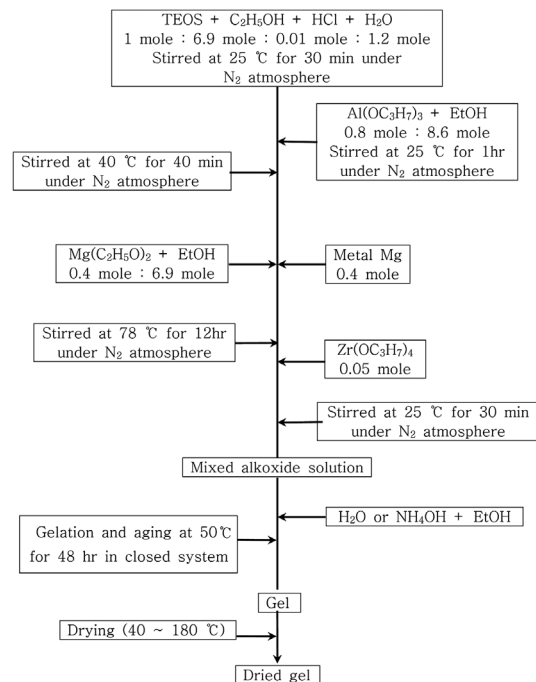 TEOS + C₂H₅OH + HCl + H₂O
1 mole : 6.9 mole : 0.01 mole : 1.2 mole
Stirred at 25 ℃ for 30 min under
N₂ atmosphere
Al(OC₃H₇)₃ + EtOH
0.8 mole : 8.6 mole
Stirred at 25 ℃ for 1hr
under N₂ atmosphere
Stirred at 40 ℃ for 40 min
under N₂ atmosphere
Mg(C₂H₅O)₂ + EtOH
0.4 mole : 6.9 mole
Metal Mg
0.4 mole
Stirred at 78 ℃ for 12hr
under N₂ atmosphere
Zr(OC₃H₇)₄
0.05 mole
Stirred at 25 ℃ for 30 min
under N₂ atmosphere
Mixed alkoxide solution
H₂O or NH₄OH + EtOH
Gelation and aging at 50℃
for 48 hr in closed system
Gel
Drying (40 ~ 180 ℃)
Dried gel